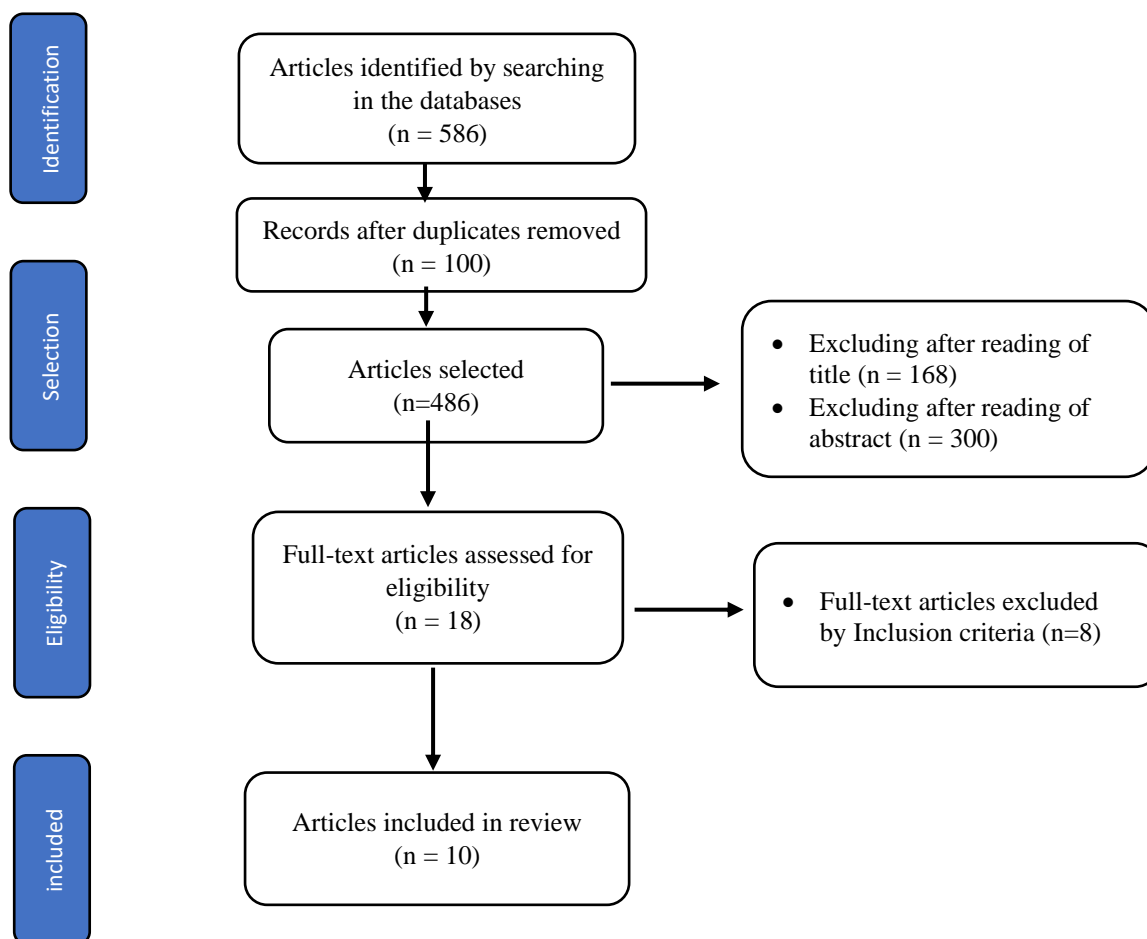 Identification
Articles identified by searching
in the databases
(n = 586)
Records after duplicates removed
(n = 100)
Selection
Articles selected
(n=486)
• Excluding after reading of
title (n = 168)
• Excluding after reading of
abstract (n = 300)
Eligibility
Full-text articles assessed for
eligibility
(n = 18)
• Full-text articles excluded
by Inclusion criteria (n=8)
included
Articles included in review
(n = 10)